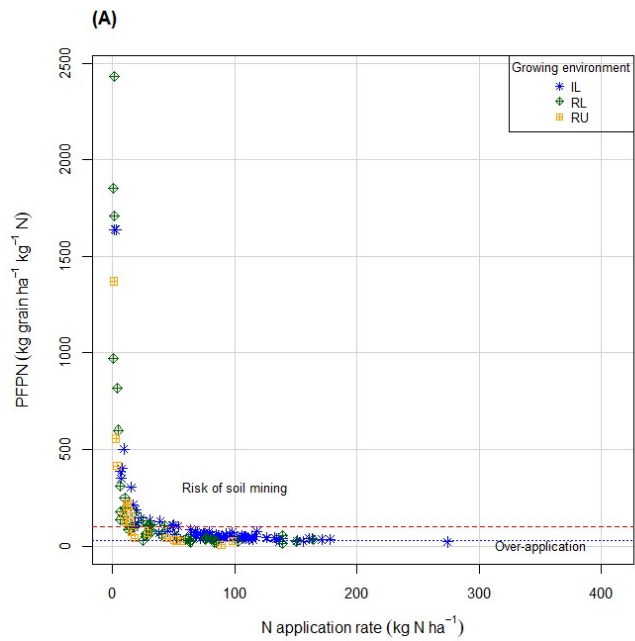 (A)
PFPN (kg grain ha⁻¹ kg⁻¹ N)
2500
2000
1500
1000
500
0
Growing environment
IL
RL
RU
Risk of soil mining
Over-application
0 100 200 300 400
N application rate (kg N ha⁻¹)